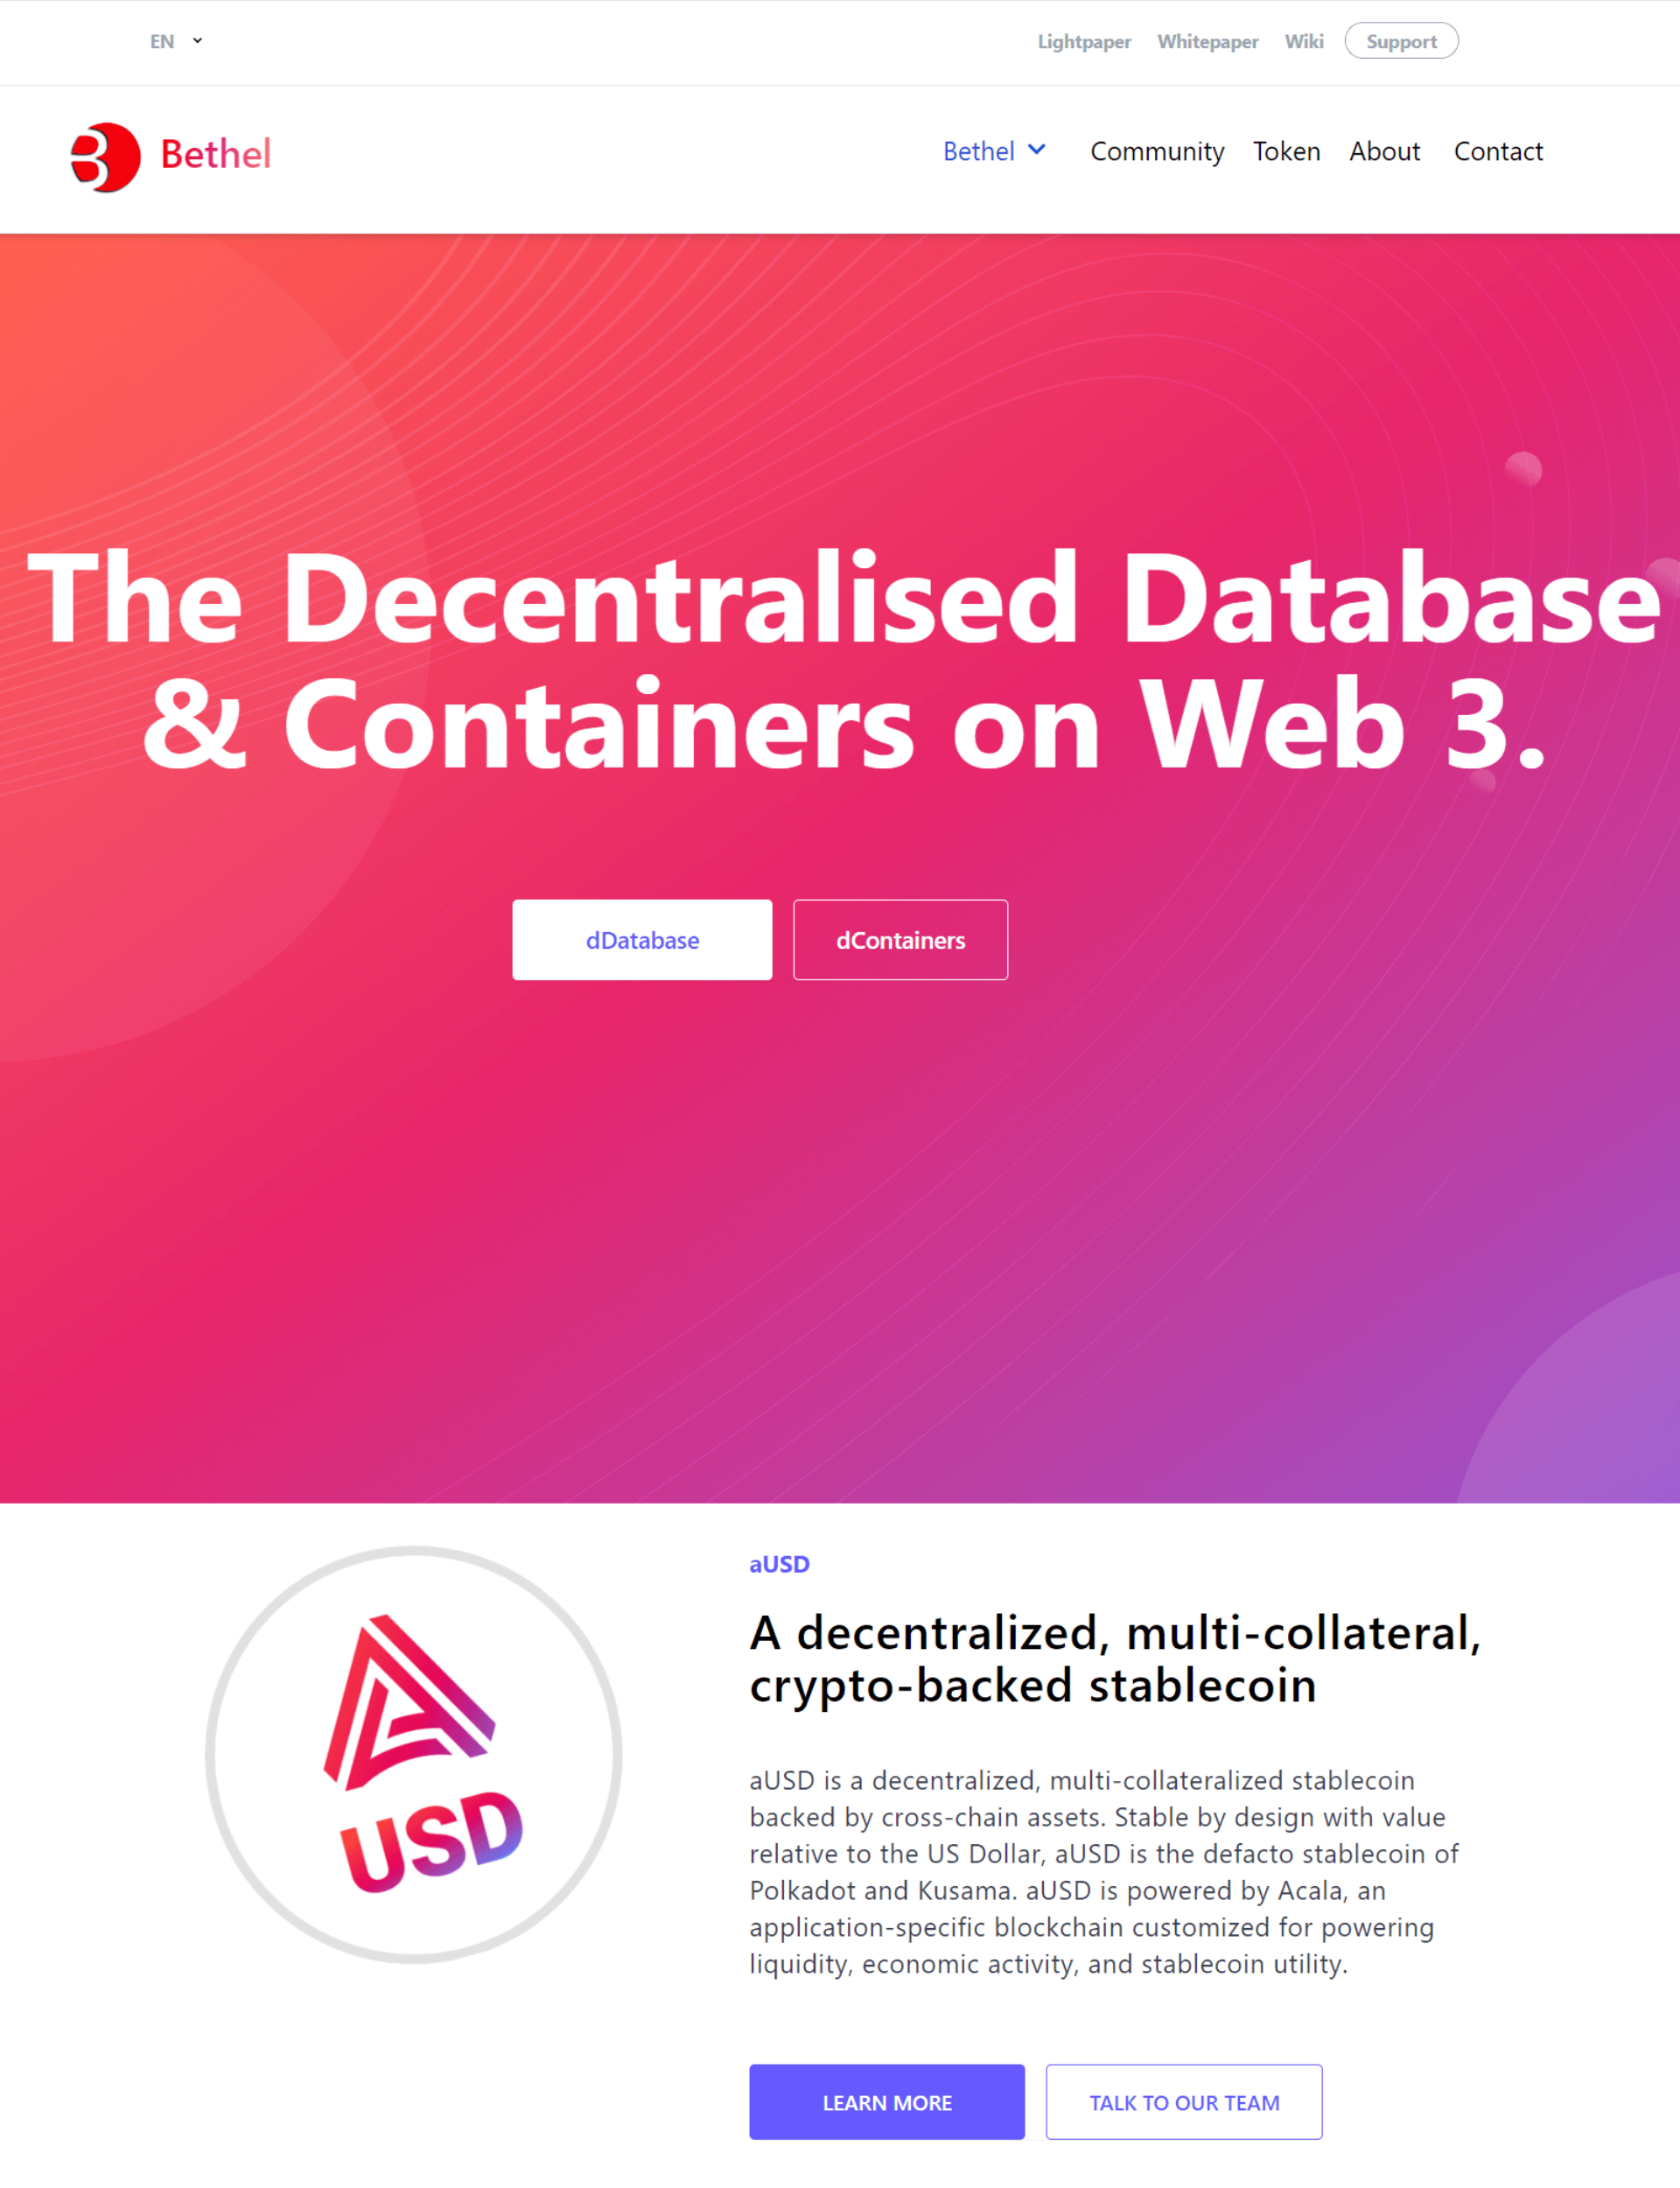 EN
Lightpaper Whitepaper Wiki Support
Bethel
Bethel Community Token About Contact
The Decentralised Database
& Containers on Web 3.
dDatabase dContainers
aUSD
A decentralized, multi-collateral,
crypto-backed stablecoin
USD
aUSD is a decentralized, multi-collateralized stablecoin
backed by cross-chain assets. Stable by design with value
relative to the US Dollar, aUSD is the defacto stablecoin of
Polkadot and Kusama. aUSD is powered by Acala, an
application-specific blockchain customized for powering
liquidity, economic activity, and stablecoin utility.
LEARN MORE TALK TO OUR TEAM